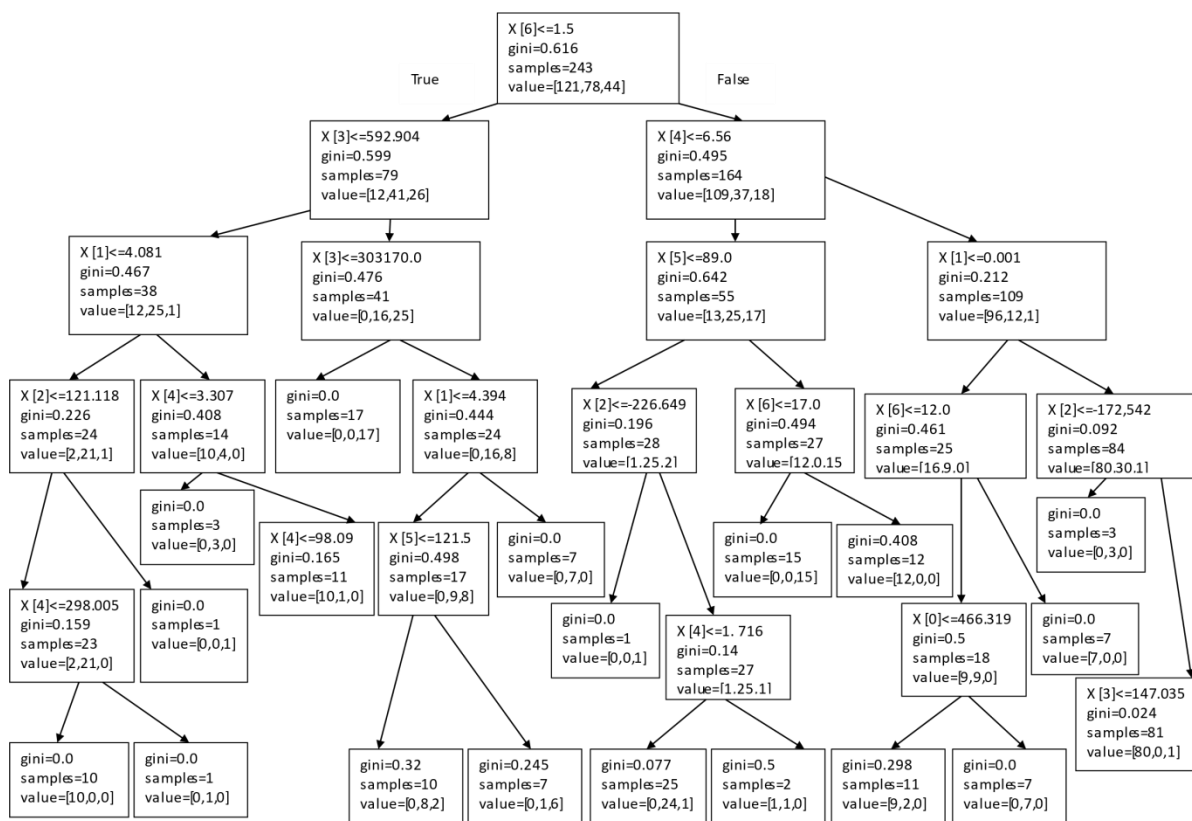 X [6]<=1.5
gini=0.616
samples=243
value=[121,78,44]
True
False
X [3]<=592.904
gini=0.599
samples=79
value=[12,41,26]
X [4]<=6.56
gini=0.495
samples=164
value=[109,37,18]
X [1]<=4.081
gini=0.467
samples=38
value=[12,25,1]
X [3]<=303170.0
gini=0.476
samples=41
value=[0,16,25]
X [5]<=89.0
gini=0.642
samples=55
value=[13,25,17]
X [1]<=0.001
gini=0.212
samples=109
value=[96,12,1]
X [2]<=121.118
gini=0.226
samples=24
value=[2,21,1]
X [4]<=3.307
gini=0.408
samples=14
value=[10,4,0]
gini=0.0
samples=17
value=[0,0,17]
X [1]<=4.394
gini=0.444
samples=24
value=[0,16,8]
X [2]<=-226.649
gini=0.196
samples=28
value=[1.25.2]
X [6]<=17.0
gini=0.494
samples=27
value=[12.0.15
X [6]<=12.0
gini=0.461
samples=25
value=[16.9.0]
X [2]<=-172,542
gini=0.092
samples=84
value=[80.30.1]
gini=0.0
samples=3
value=[0,3,0]
X [4]<=98.09
gini=0.165
samples=11
value=[10,1,0]
X [5]<=121.5
gini=0.498
samples=17
value=[0,9,8]
gini=0.0
samples=7
value=[0,7,0]
gini=0.0
samples=15
value=[0,0,15]
gini=0.408
samples=12
value=[12,0,0]
gini=0.0
samples=3
value=[0,3,0]
X [4]<=298.005
gini=0.159
samples=23
value=[2,21,0]
gini=0.0
samples=1
value=[0,0,1]
gini=0.0
samples=1
value=[0,0,1]
X [4]<=1. 716
gini=0.14
samples=27
value=[1.25.1]
X [0]<=466.319
gini=0.5
samples=18
value=[9,9,0]
gini=0.0
samples=7
value=[7,0,0]
X [3]<=147.035
gini=0.024
samples=81
value=[80,0,1]
gini=0.0
samples=10
value=[10,0,0]
gini=0.0
samples=1
value=[0,1,0]
gini=0.32
samples=10
value=[0,8,2]
gini=0.245
samples=7
value=[0,1,6]
gini=0.077
samples=25
value=[0,24,1]
gini=0.5
samples=2
value=[1,1,0]
gini=0.298
samples=11
value=[9,2,0]
gini=0.0
samples=7
value=[0,7,0]